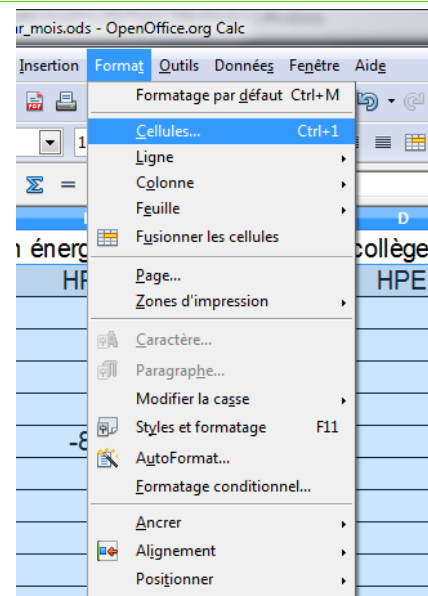 r_mois.ods - OpenOffice.org Calc
Insertion Format Outils Données Fenêtre Aide
Formatage par défaut Ctrl+M
Cellules... Ctrl+1
1
Ligne
Colonne
Σ =
Feuille
D
Fusionner les cellules
n énerg collège
HP HPE
Page...
Zones d'impression
Caractère...
Paragraphe...
Modifier la casse
Styles et formatage F11
-8
AutoFormat...
Formatage conditionnel...
Ancrer
Alignement
Positionner